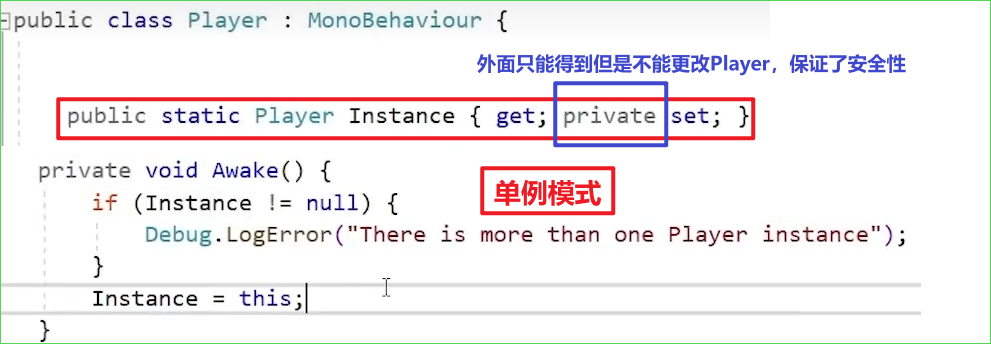 public class Player : MonoBehaviour {
外面只能得到但是不能更改Player，保证了安全性
public static Player Instance { get; private set; }
private void Awake() {
单例模式
if (Instance != null) {
Debug.LogError("There is more than one Player instance");
}
Instance = this;
}